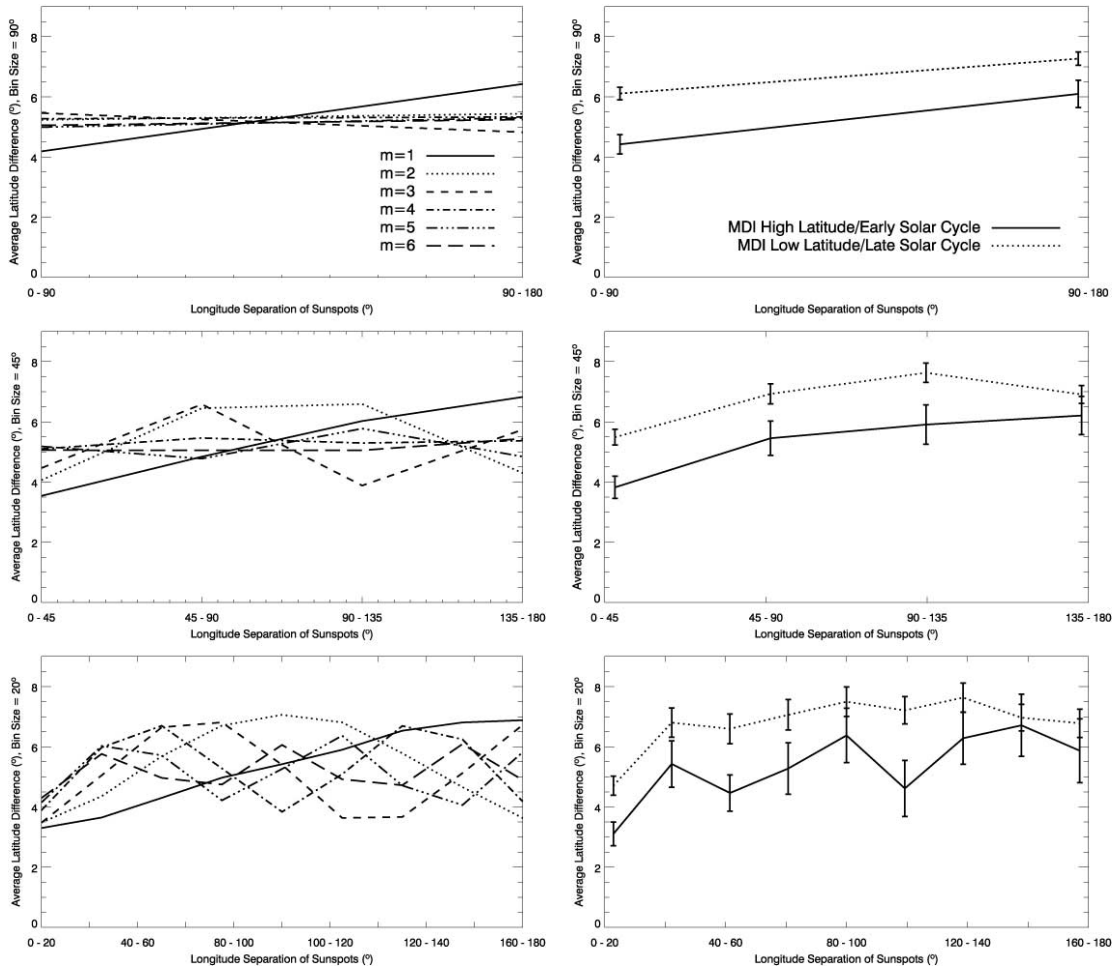 Average Latitude Difference (°), Bin Size = 90°
8
6
4
2
0
m=1
m=2
m=3
m=4
m=5
m=6
0 - 90
90 - 180
Longitude Separation of Sunspots (°)
Average Latitude Difference (°), Bin Size = 90°
8
6
4
2
0
MDI High Latitude/Early Solar Cycle
MDI Low Latitude/Late Solar Cycle
0 - 90
90 - 180
Longitude Separation of Sunspots (°)
Average Latitude Difference (°), Bin Size = 45°
8
6
4
2
0
0 - 45
45 - 90
90 - 135
135 - 180
Longitude Separation of Sunspots (°)
Average Latitude Difference (°), Bin Size = 45°
8
6
4
2
0
0 - 45
45 - 90
90 - 135
135 - 180
Longitude Separation of Sunspots (°)
Average Latitude Difference (°), Bin Size = 20°
8
6
4
2
0
0 - 20
40 - 60
80 - 100
100 - 120
120 - 140
160 - 180
Longitude Separation of Sunspots (°)
Average Latitude Difference (°), Bin Size = 20°
8
6
4
2
0
0 - 20
40 - 60
80 - 100
120 - 140
160 - 180
Longitude Separation of Sunspots (°)